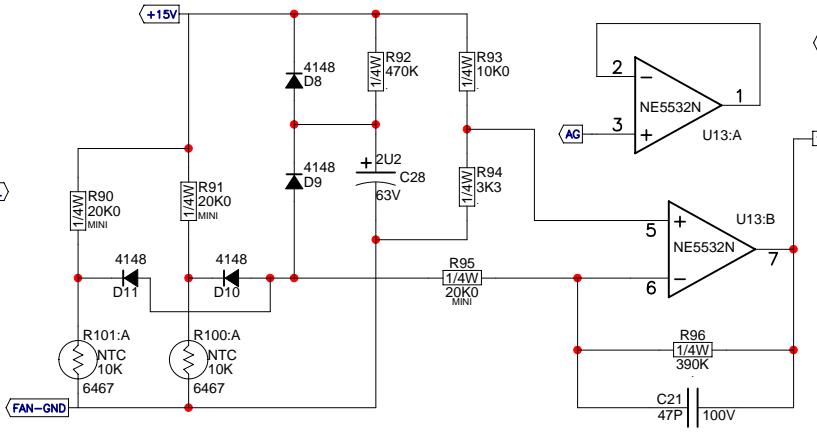 +15V
4148
D8
R92
1/4W
470K
R93
1/4W
10K0
2
1
NE5532N
3
U13:A
AG
4148
D9
+
2U2
C28
63V
R94
1/4W
3K3
R90
1/4W
20K0
MINI
R91
1/4W
20K0
MINI
5
U13:B
NE5532N
7
6
4148
D11
4148
D10
R95
1/4W
20K0
MINI
R101:A
NTC
10K
6467
R100:A
NTC
10K
6467
R96
1/4W
390K
FAN-GND
C21
47P
100V